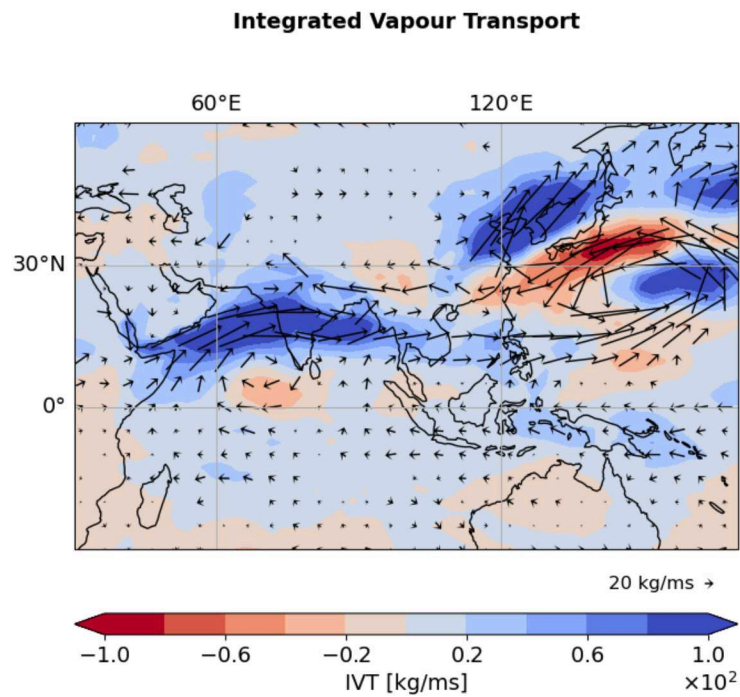 Integrated Vapour Transport
60°E 120°E
30°N
0°
20 kg/ms
−1.0 −0.6 −0.2 0.2 0.6 1.0
×10²
IVT [kg/ms]